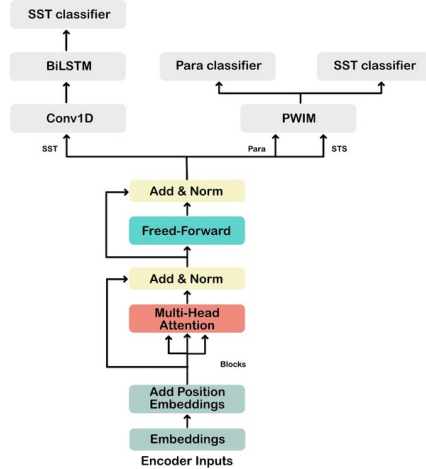 SST classifier
BiLSTM
Para classifier
SST classifier
Conv1D
PWIM
SST
Para
STS
Add & Norm
Freed-Forward
Add & Norm
Multi-Head
Attention
Blocks
Add Position
Embeddings
Embeddings
Encoder Inputs